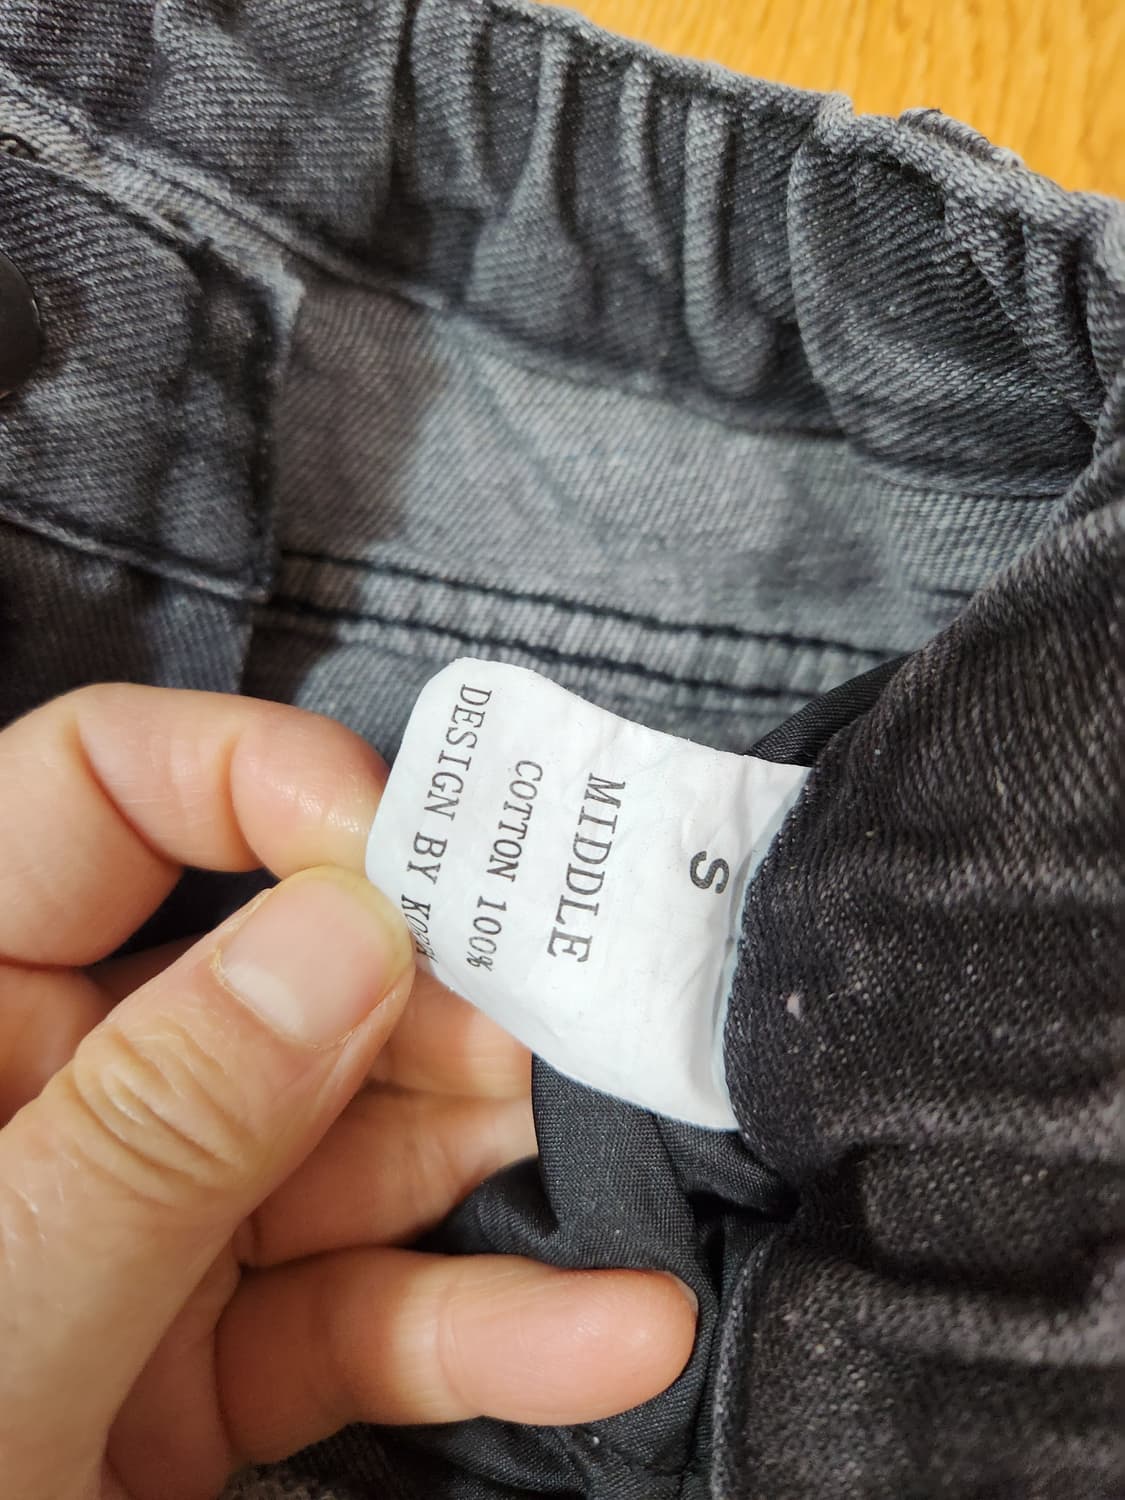 S
MIDDLE
COTTON 100%
DESIGN BY